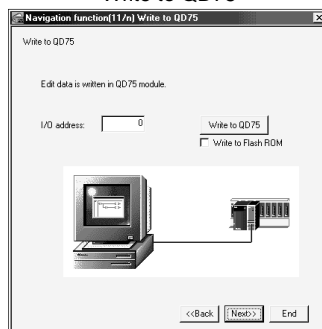 Write to QD75
Navigation function(11/n) Write to QD75
Write to QD75
Edit data is written in QD75 module.
I/O address: 0 Write to QD75
Write to Flash ROM
<<Back Next>> End